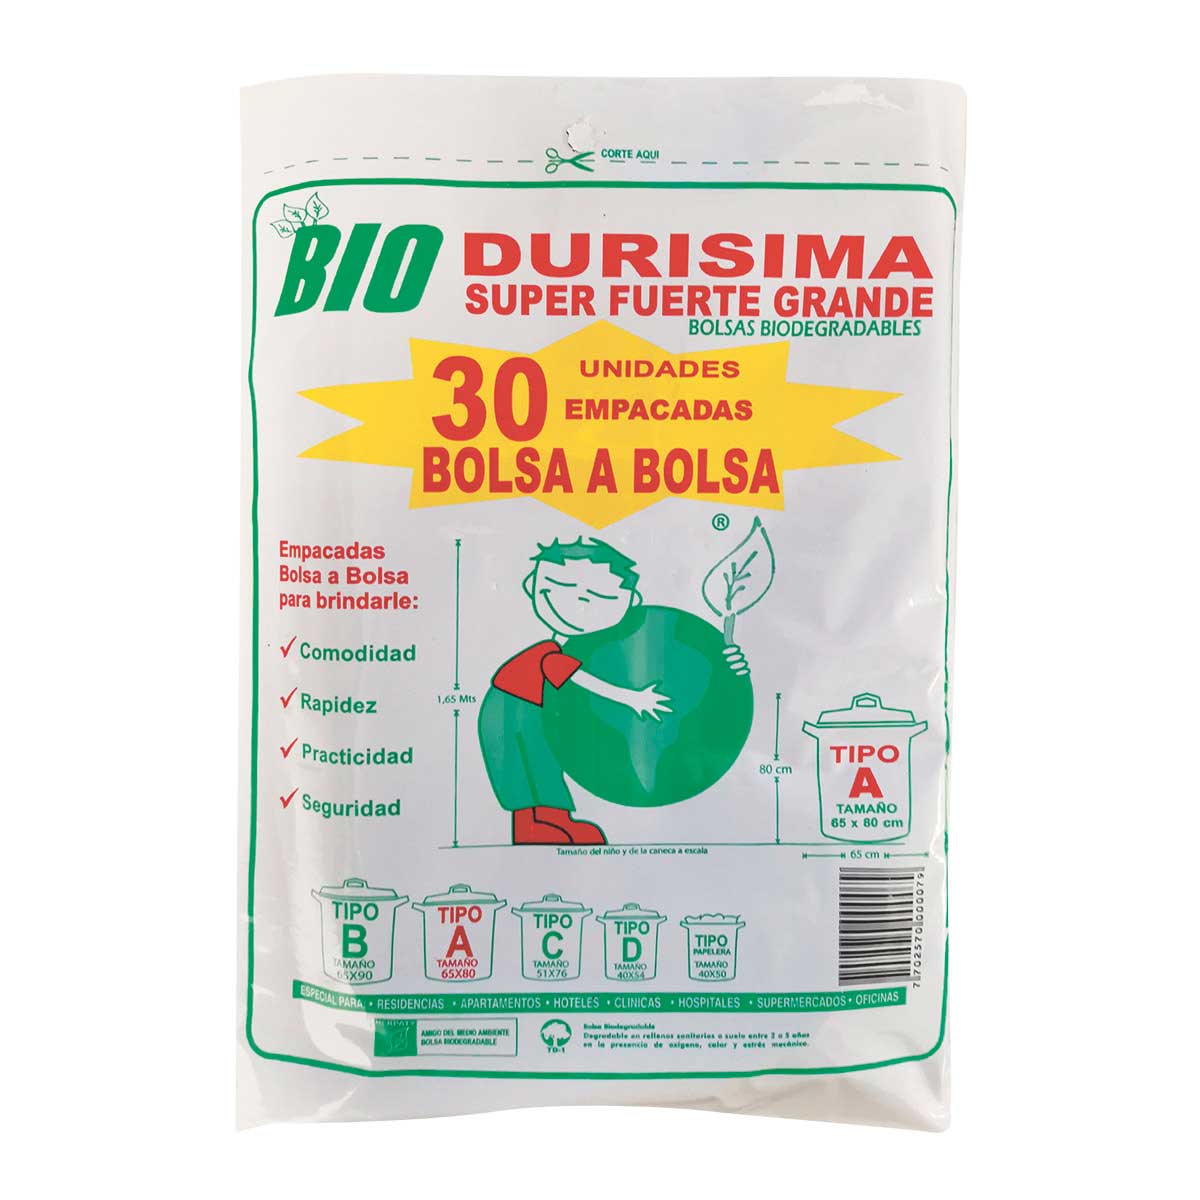 CORTE AQUI
BIO
DURISIMA
SUPER FUERTE GRANDE
BOLSAS BIODEGRADABLES
30 UNIDADES
EMPACADAS
BOLSA A BOLSA
®
Empacadas
Bolsa a Bolsa
para brindarle:
✓ Comodidad
✓ Rapidez
✓ Practicidad
✓ Seguridad
1,65 Mts
80 cm
TIPO
A
TAMAÑO
65 x 80 cm
65 cm
Tamaño del niño y de la caneca a escala
TIPO
B
TAMAÑO
65X90
TIPO
A
TAMAÑO
65X80
TIPO
C
TAMAÑO
51X76
TIPO
D
TAMAÑO
40X54
TIPO
PAPELERA
TAMAÑO
40X50
7702570000079
ESPECIAL PARA: • RESIDENCIAS • APARTAMENTOS • HOTELES • CLINICAS • HOSPITALES • SUPERMERCADOS • OFICINAS
AMIGO DEL MEDIO AMBIENTE
BOLSA BIODEGRADABLE
TD-1
Bolsa Biodegradable
Degradable en rellenos sanitarios o suelo entre 2 a 5 años
en la presencia de oxigeno, calor y estrés mecánico.